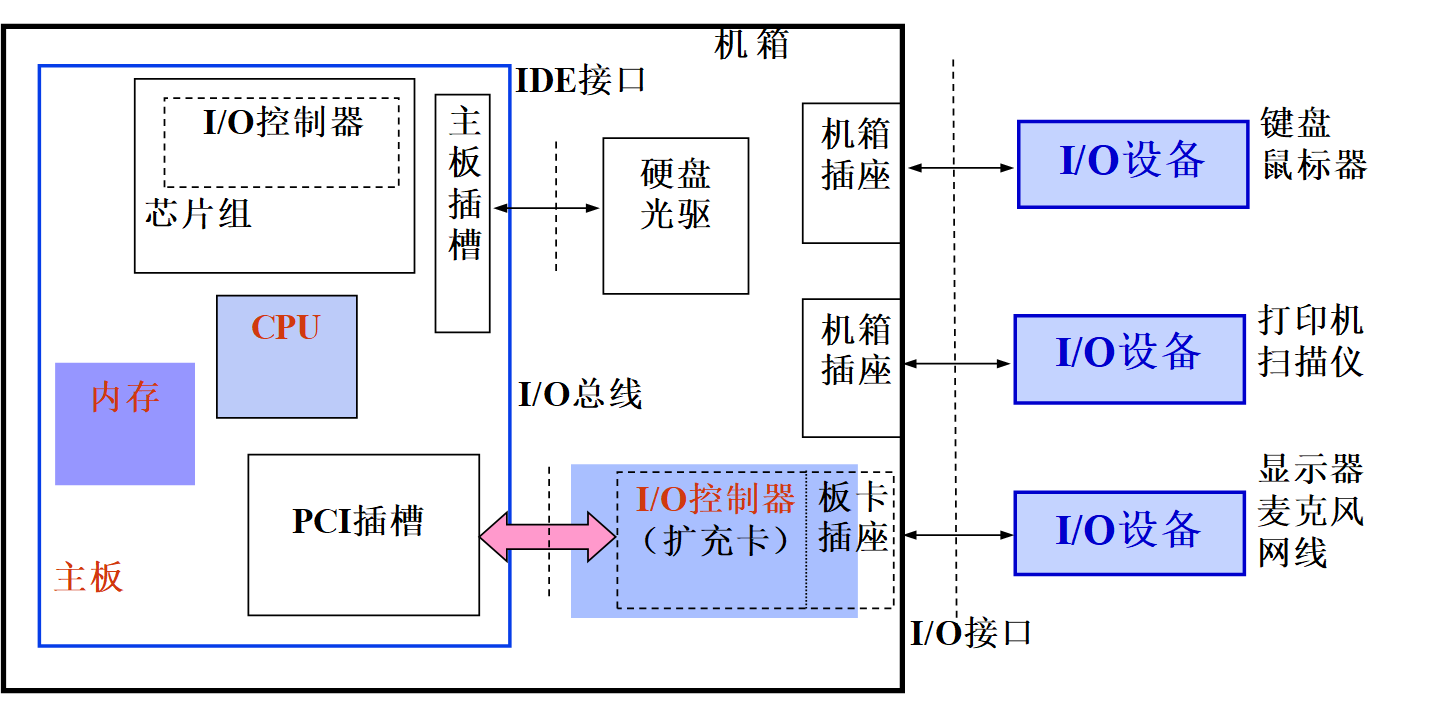 机 箱
IDE接口
I/O控制器
芯片组
主
板
插
槽
硬盘
光驱
机箱
插座
I/O设备
键盘
鼠标器
CPU
内存
I/O总线
机箱
插座
I/O设备
打印机
扫描仪
PCI插槽
主板
I/O控制器
（扩充卡）
板卡
插座
I/O设备
显示器
麦克风
网线
I/O接口